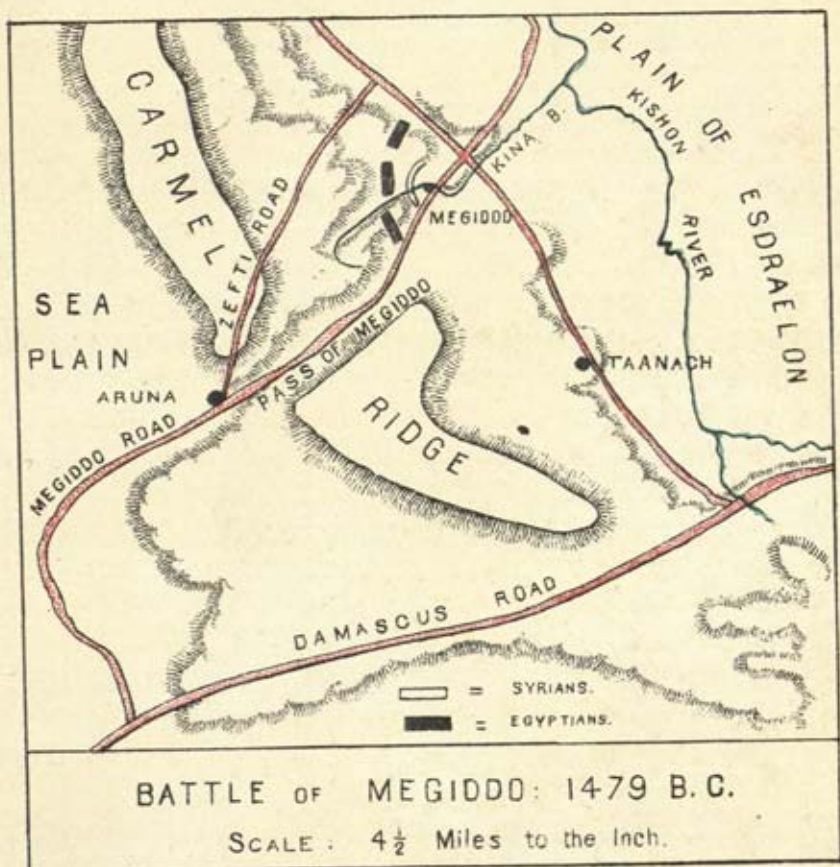 CARMEL
PLAIN OF
ESDRAELON
KISHON
RIVER
KINA B.
MEGIDDO
ZEFTI ROAD
SEA
PLAIN
ARUNA
PASS OF MEGIDDO
MEGIDDO ROAD
RIDGE
TAANACH
DAMASCUS ROAD
= SYRIANS.
= EGYPTIANS.
BATTLE OF MEGIDDO: 1479 B.C.
SCALE: 4½ Miles to the Inch.